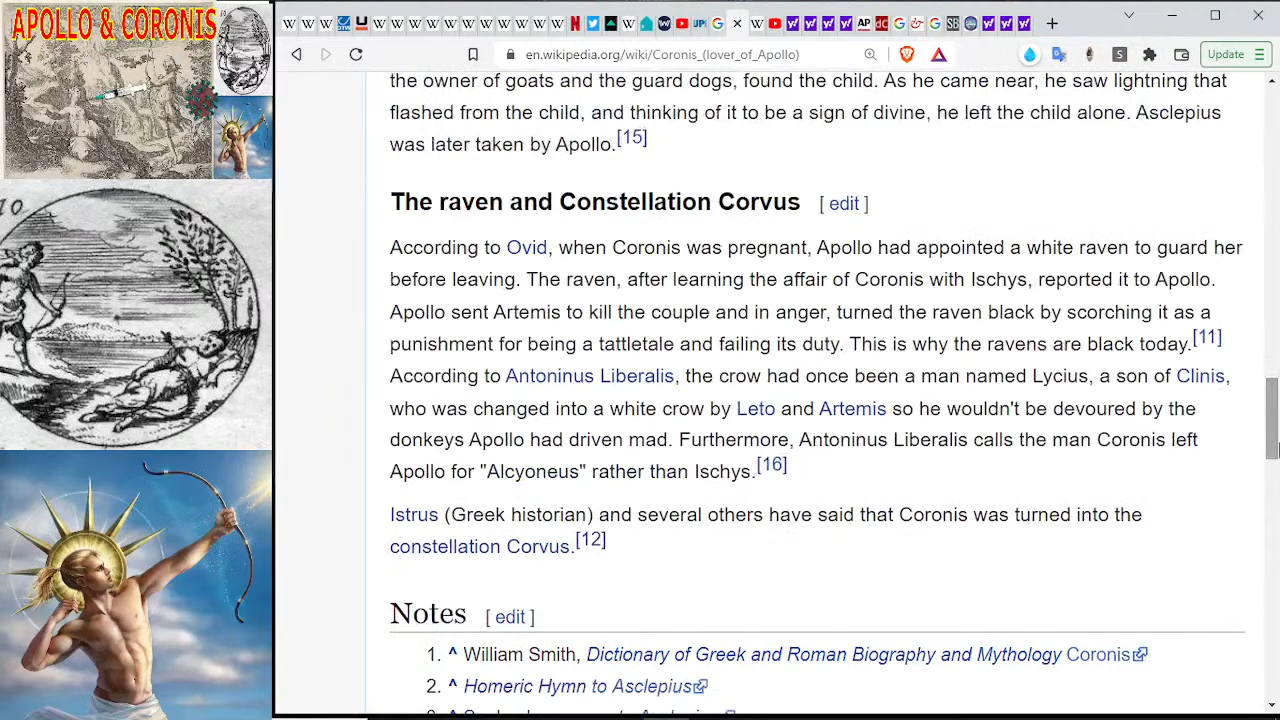 APOLLO & CORONIS
10
en.wikipedia.org/wiki/Coronis_(lover_of_Apollo)
Update
the owner of goats and the guard dogs, found the child. As he came near, he saw lightning that
flashed from the child, and thinking of it to be a sign of divine, he left the child alone. Asclepius
was later taken by Apollo.[15]
The raven and Constellation Corvus [ edit ]
According to Ovid, when Coronis was pregnant, Apollo had appointed a white raven to guard her
before leaving. The raven, after learning the affair of Coronis with Ischys, reported it to Apollo.
Apollo sent Artemis to kill the couple and in anger, turned the raven black by scorching it as a
punishment for being a tattletale and failing its duty. This is why the ravens are black today.[11]
According to Antoninus Liberalis, the crow had once been a man named Lycius, a son of Clinis,
who was changed into a white crow by Leto and Artemis so he wouldn't be devoured by the
donkeys Apollo had driven mad. Furthermore, Antoninus Liberalis calls the man Coronis left
Apollo for "Alcyoneus" rather than Ischys.[16]
Istrus (Greek historian) and several others have said that Coronis was turned into the
constellation Corvus.[12]
Notes [ edit ]
1. ^ William Smith, Dictionary of Greek and Roman Biography and Mythology Coronis
2. ^ Homeric Hymn to Asclepius